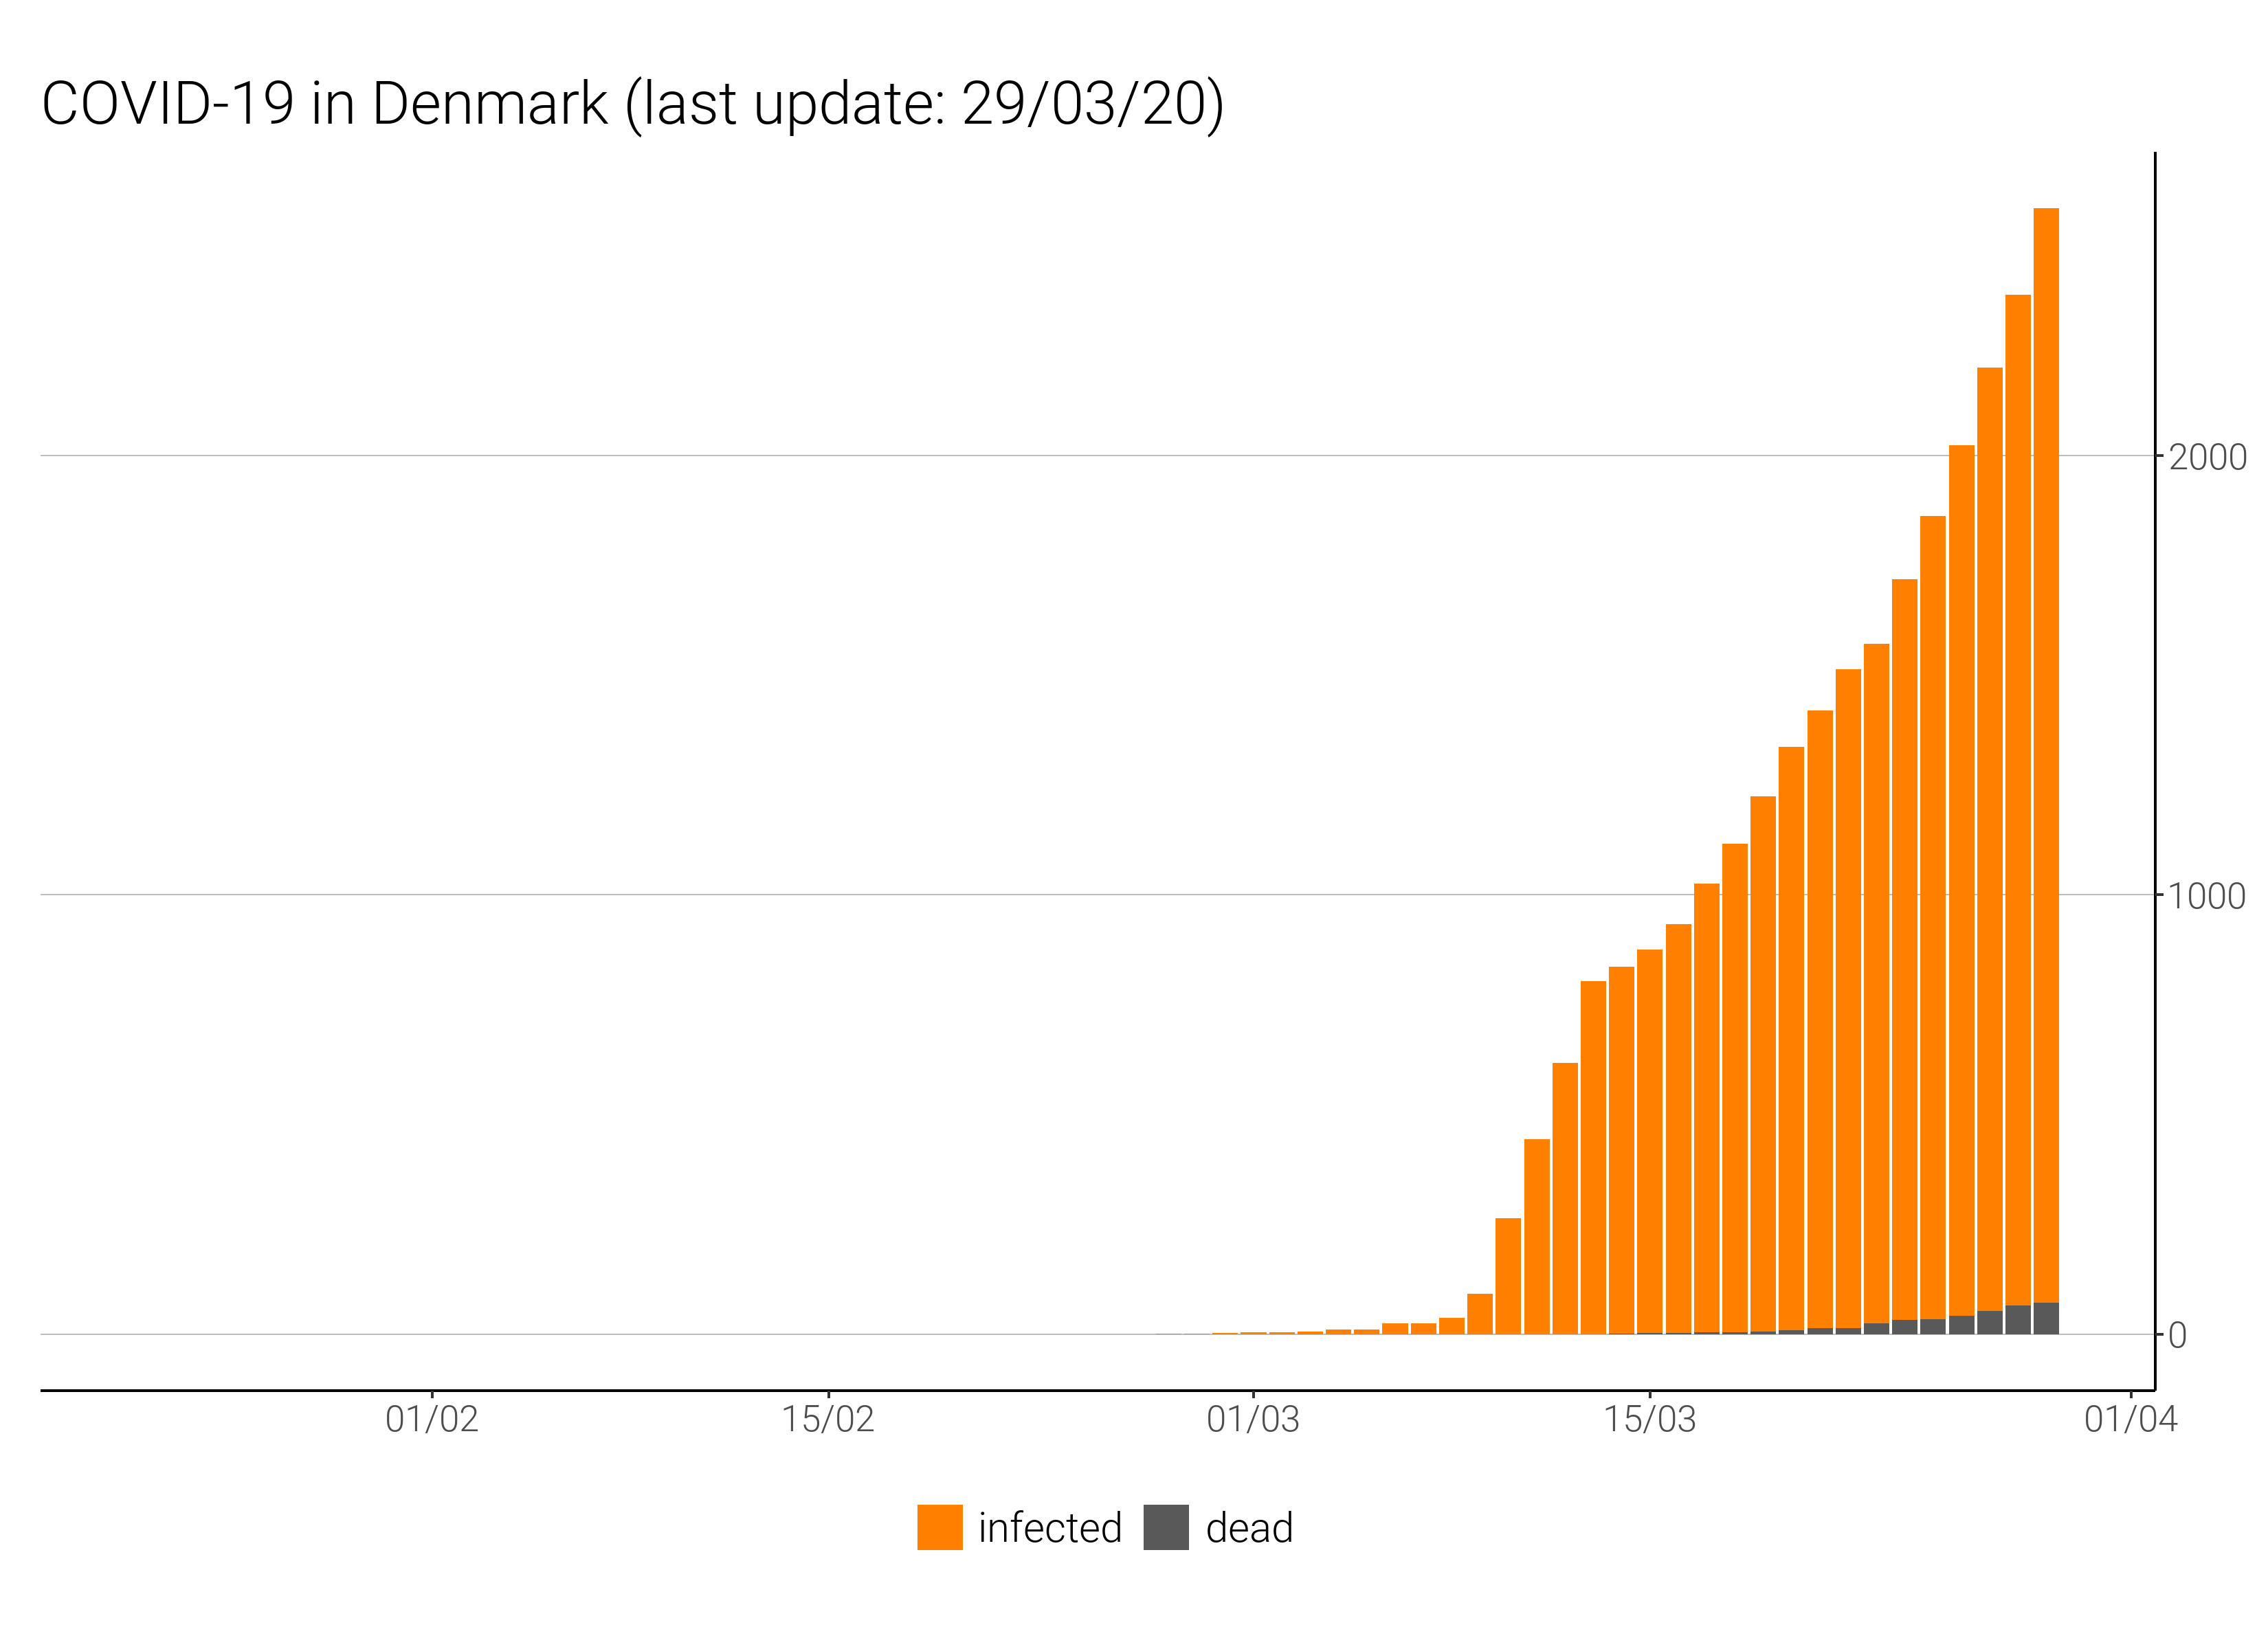 COVID-19 in Denmark (last update: 29/03/20)
2000
1000
0
01/02 15/02 01/03 15/03 01/04
infected dead